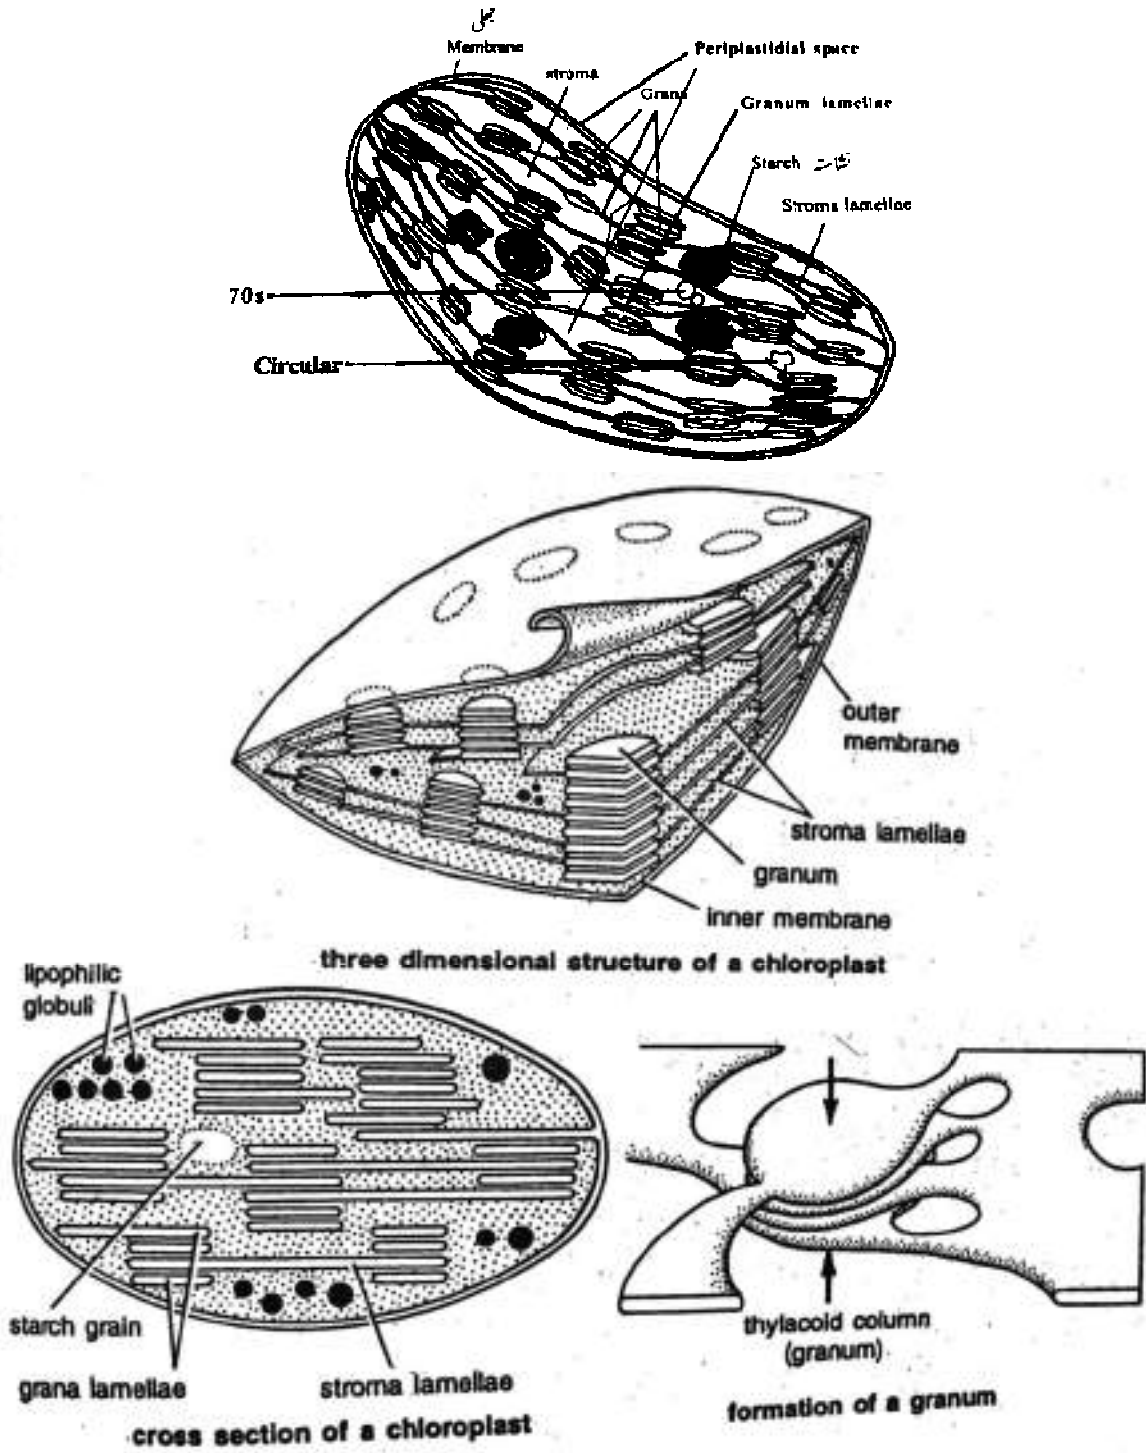 Membrane
stroma
Periplastidial space
Grana
Granum lamellae
Starch نشاستہ
Stroma lamellae
70s
Circular
outer
membrane
stroma lamellae
granum
inner membrane
three dimensional structure of a chloroplast
lipophilic
globuli
starch grain
grana lamellae
stroma lamellae
cross section of a chloroplast
thylacoid column
(granum)
formation of a granum